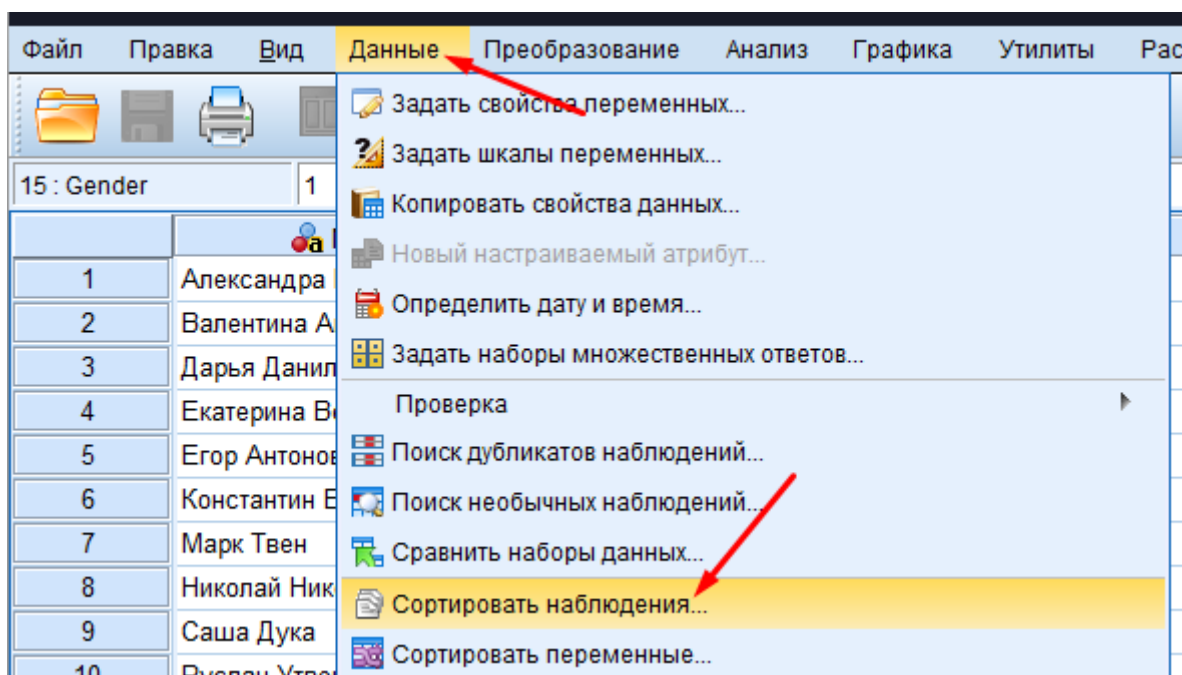 Файл Правка Вид Данные Преобразование Анализ Графика Утилиты
15 : Gender 1
Задать свойства переменных...
Задать шкалы переменных...
Копировать свойства данных...
Новый настраиваемый атрибут...
Определить дату и время...
Задать наборы множественных ответов...
Проверка
Поиск дубликатов наблюдений...
Поиск необычных наблюдений...
Сравнить наборы данных...
Сортировать наблюдения...
Сортировать переменные...
a
1 Александра
2 Валентина А
3 Дарья Данил
4 Екатерина В
5 Егор Антонов
6 Константин Е
7 Марк Твен
8 Николай Ник
9 Саша Дука
10